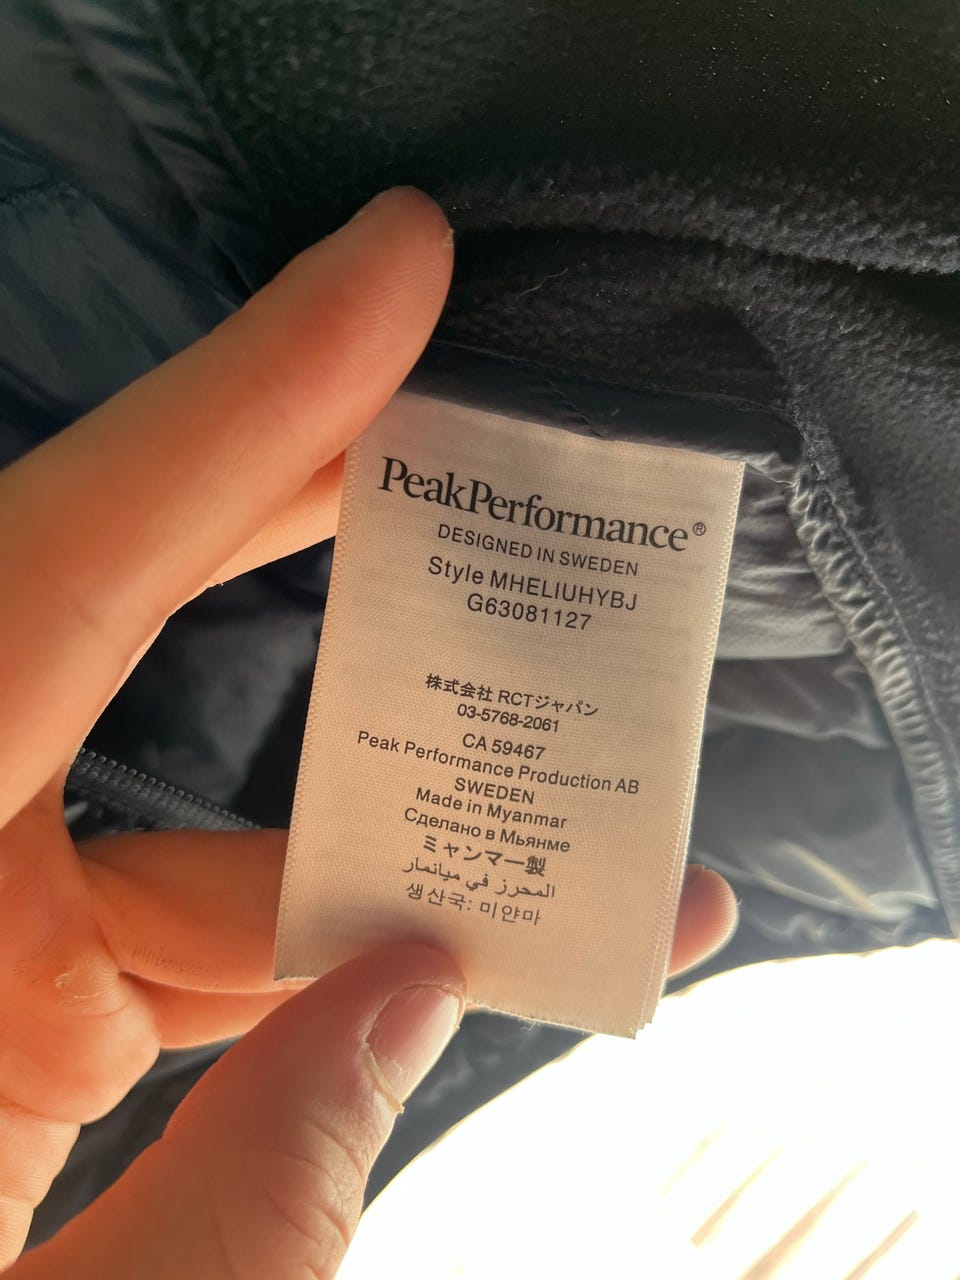 PeakPerformance®
DESIGNED IN SWEDEN
Style MHELIUHYBJ
G63081127
株式会社 RCTジャパン
03-5768-2061
CA 59467
Peak Performance Production AB
SWEDEN
Made in Myanmar
Сделано в Мьянме
ミャンマー製
المحرز في ميانمار
생산국: 미얀마